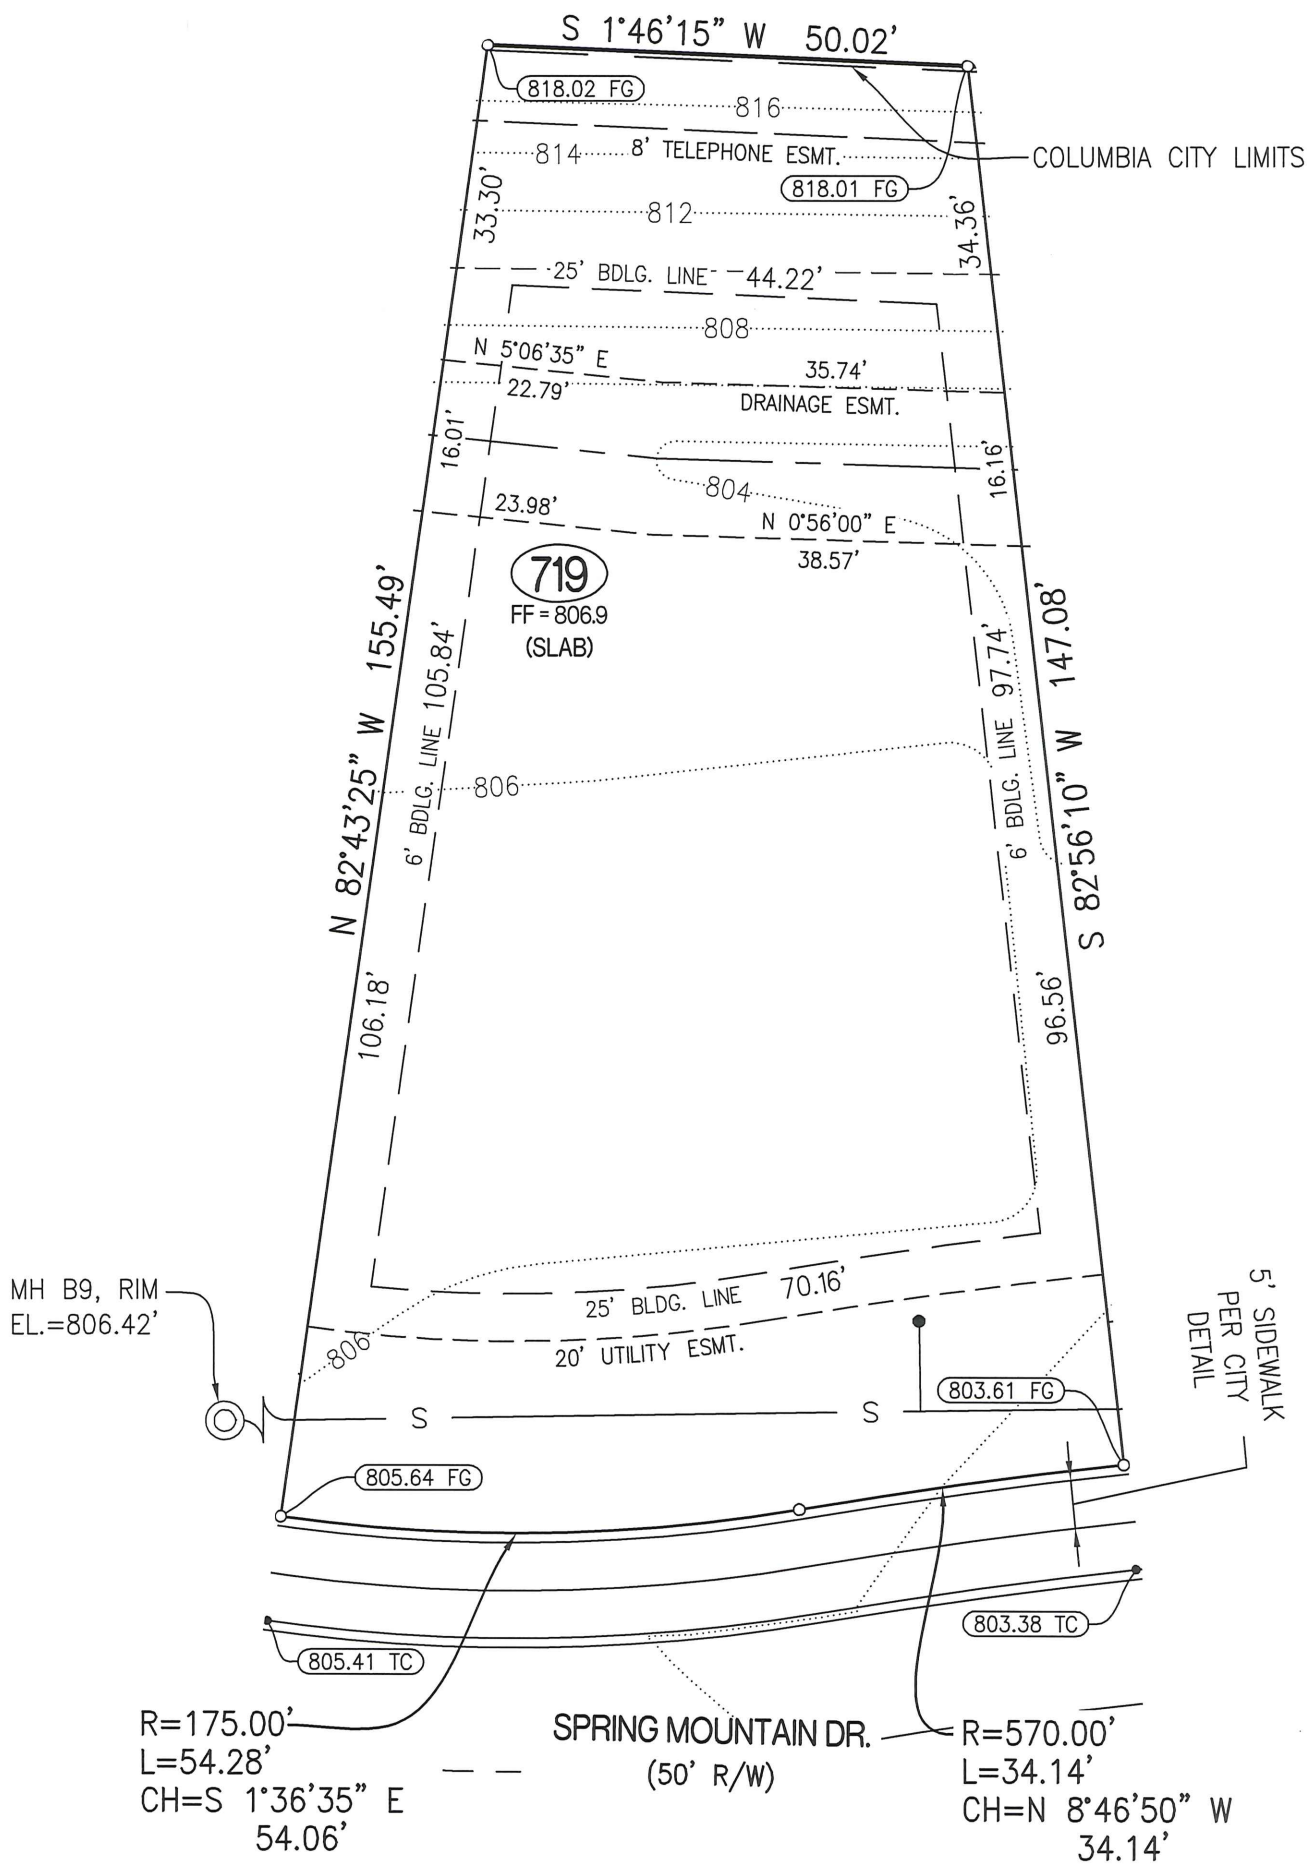 S 1°46'15" W 50.02'
818.02 FG
816
814
8' TELEPHONE ESMT.
COLUMBIA CITY LIMITS
818.01 FG
33.30'
812
34.36'
25' BDLG. LINE
44.22'
808
N 5°06'35" E
22.79'
35.74'
DRAINAGE ESMT.
16.01'
16.16'
804
23.98'
N 0°56'00" E
38.57'
719
FF = 806.9
(SLAB)
N 82°43'25" W 155.49'
6' BDLG. LINE 105.84'
6' BDLG. LINE 97.74'
S 82°56'10" W 147.08'
806
106.18'
96.56'
MH B9, RIM
EL.=806.42'
25' BLDG. LINE 70.16'
20' UTILITY ESMT.
806
5' SIDEWALK
PER CITY
DETAIL
S
S
803.61 FG
805.64 FG
803.38 TC
805.41 TC
R=175.00'
L=54.28'
CH=S 1°36'35" E
54.06'
SPRING MOUNTAIN DR.
(50' R/W)
R=570.00'
L=34.14'
CH=N 8°46'50" W
34.14'